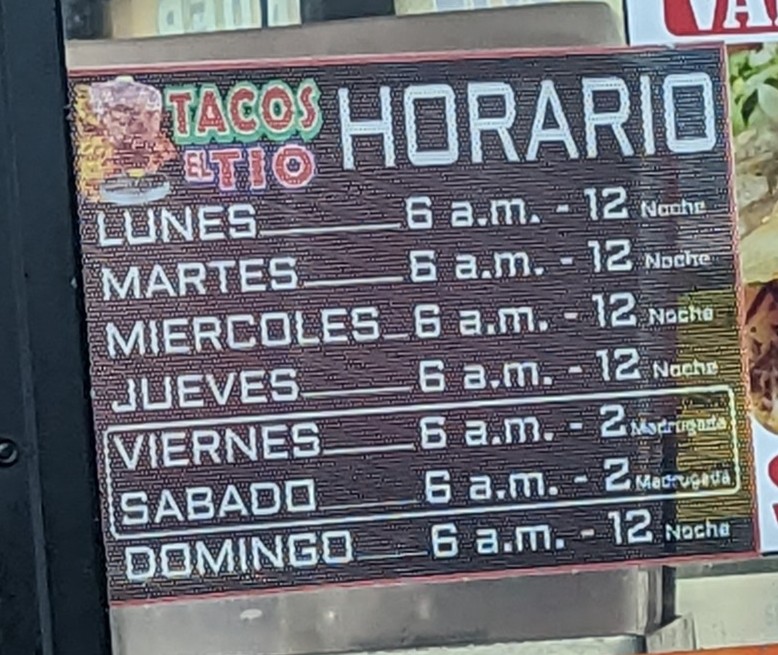 TACOS
EL TIO
HORARIO
LUNES 6 a.m. - 12 Noche
MARTES 6 a.m. - 12 Noche
MIERCOLES 6 a.m. - 12 Noche
JUEVES 6 a.m. - 12 Noche
VIERNES 6 a.m. - 2 Madrugada
SABADO 6 a.m. - 2 Madrugada
DOMINGO 6 a.m. - 12 Noche